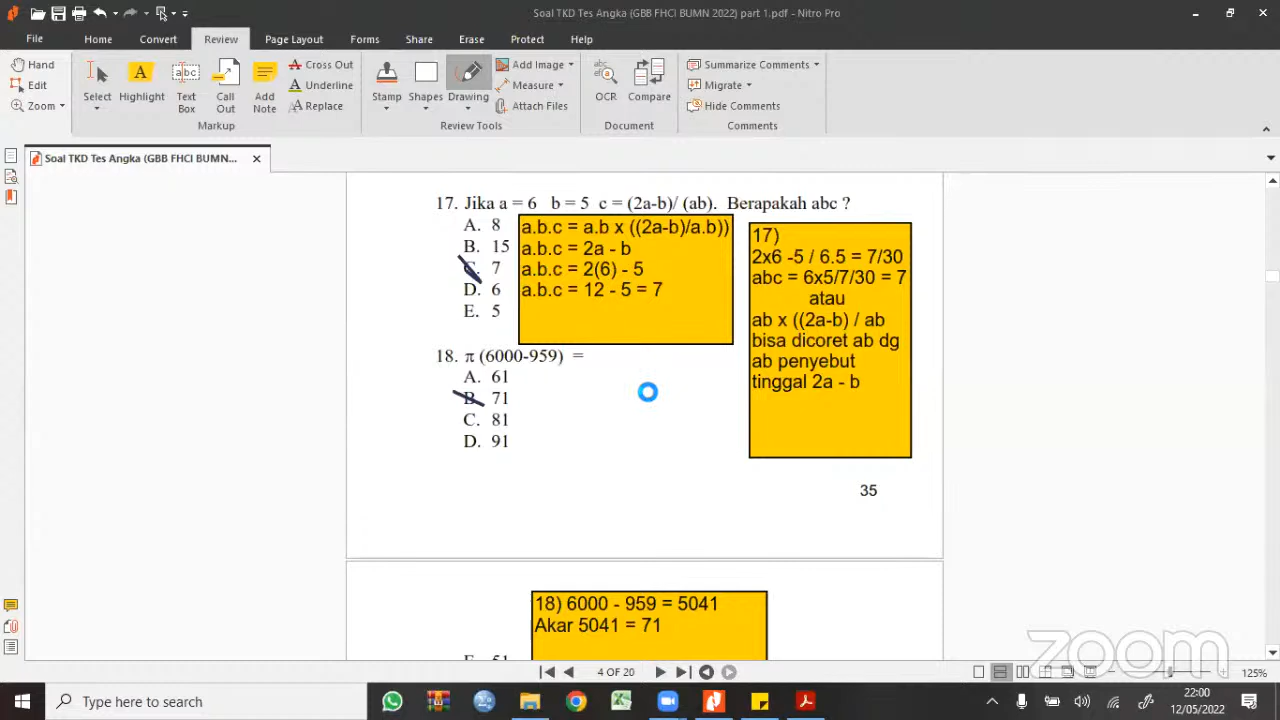 Soal TKD Tes Angka (GBB FHCI BUMN 2022) part 1.pdf - Nitro Pro
File Home Convert Review Page Layout Forms Share Erase Protect Help
Hand
Edit
Zoom
Select
Highlight
Text Box
Call Out
Add Note
Cross Out
Underline
Replace
Markup
Stamp
Shapes
Drawing
Add Image
Measure
Attach Files
Review Tools
OCR
Compare
Document
Summarize Comments
Migrate
Hide Comments
Comments
Soal TKD Tes Angka (GBB FHCI BUMN...
17. Jika a = 6 b = 5 c = (2a-b)/ (ab). Berapakah abc ?
A. 8
B. 15
C. 7
D. 6
E. 5
a.b.c = a.b x ((2a-b)/a.b))
a.b.c = 2a - b
a.b.c = 2(6) - 5
a.b.c = 12 - 5 = 7
17)
2x6 -5 / 6.5 = 7/30
abc = 6x5/7/30 = 7
atau
ab x ((2a-b) / ab
bisa dicoret ab dg
ab penyebut
tinggal 2a - b
18. π (6000-959) =
A. 61
B. 71
C. 81
D. 91
35
18) 6000 - 959 = 5041
Akar 5041 = 71
E. 51
zoom
4 OF 20
125%
Type here to search
22:00
12/05/2022